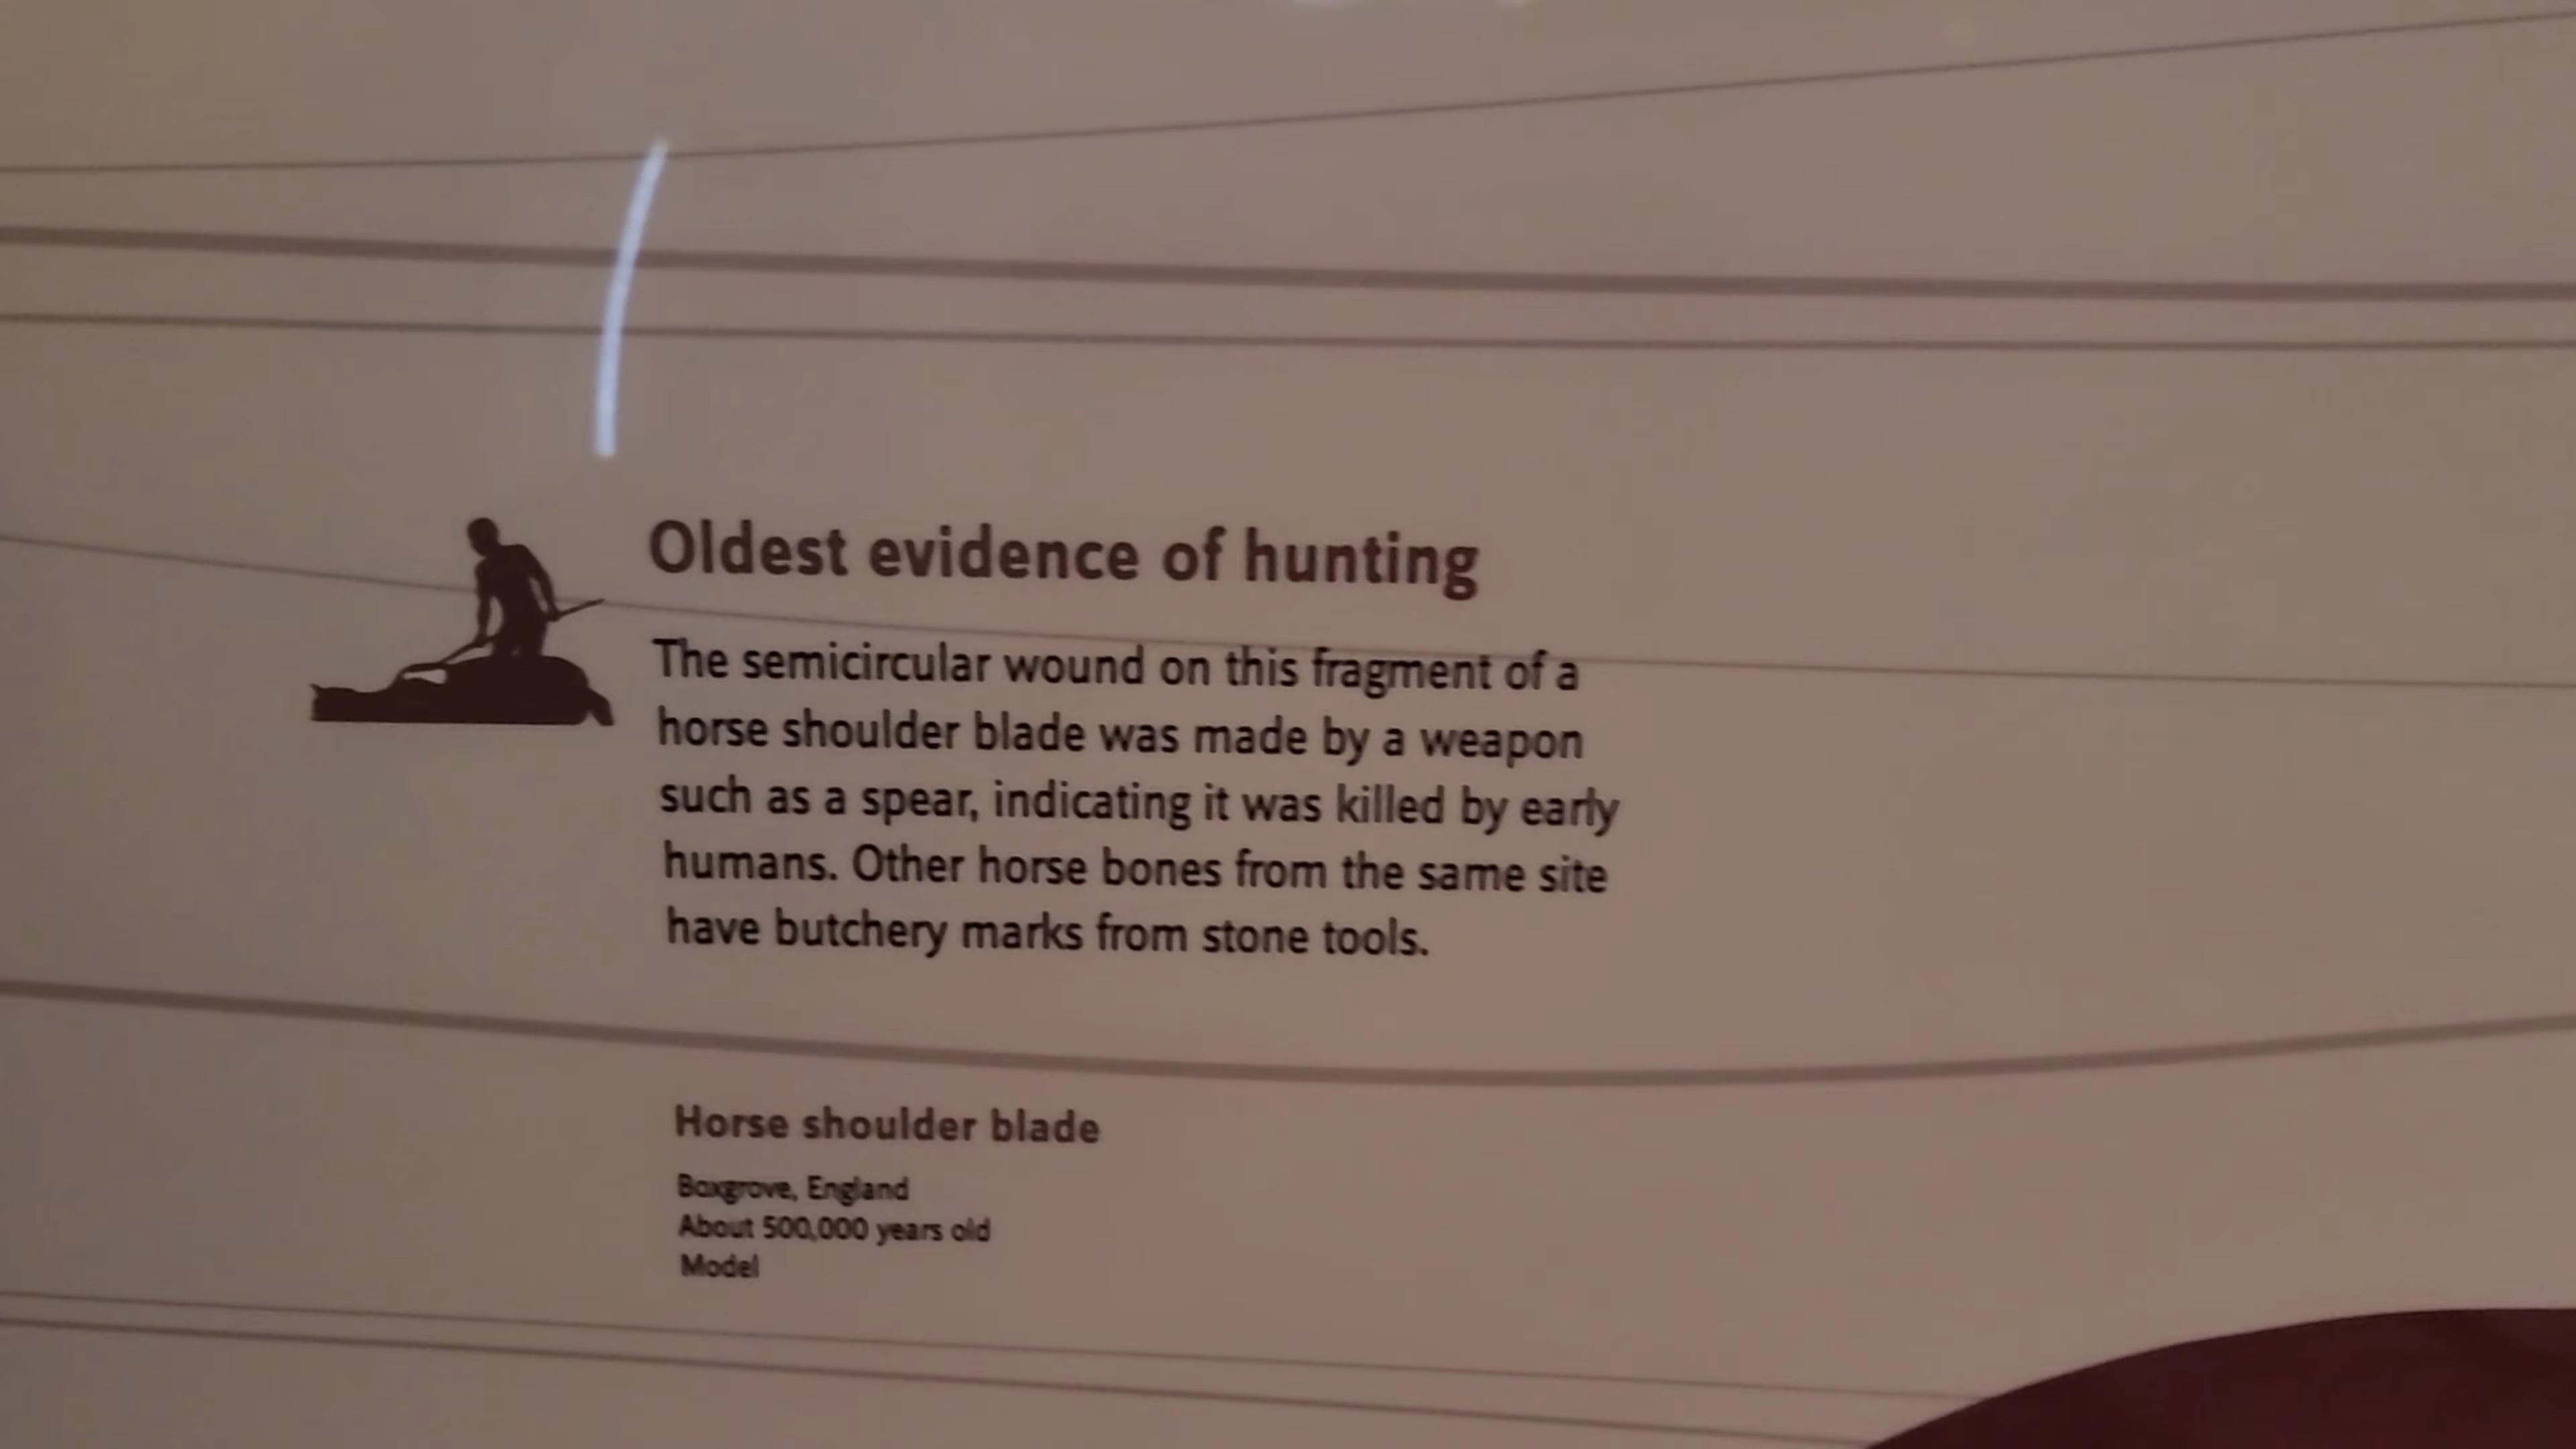 Oldest evidence of hunting
The semicircular wound on this fragment of a
horse shoulder blade was made by a weapon
such as a spear, indicating it was killed by early
humans. Other horse bones from the same site
have butchery marks from stone tools.
Horse shoulder blade
Boxgrove, England
About 500,000 years old
Model